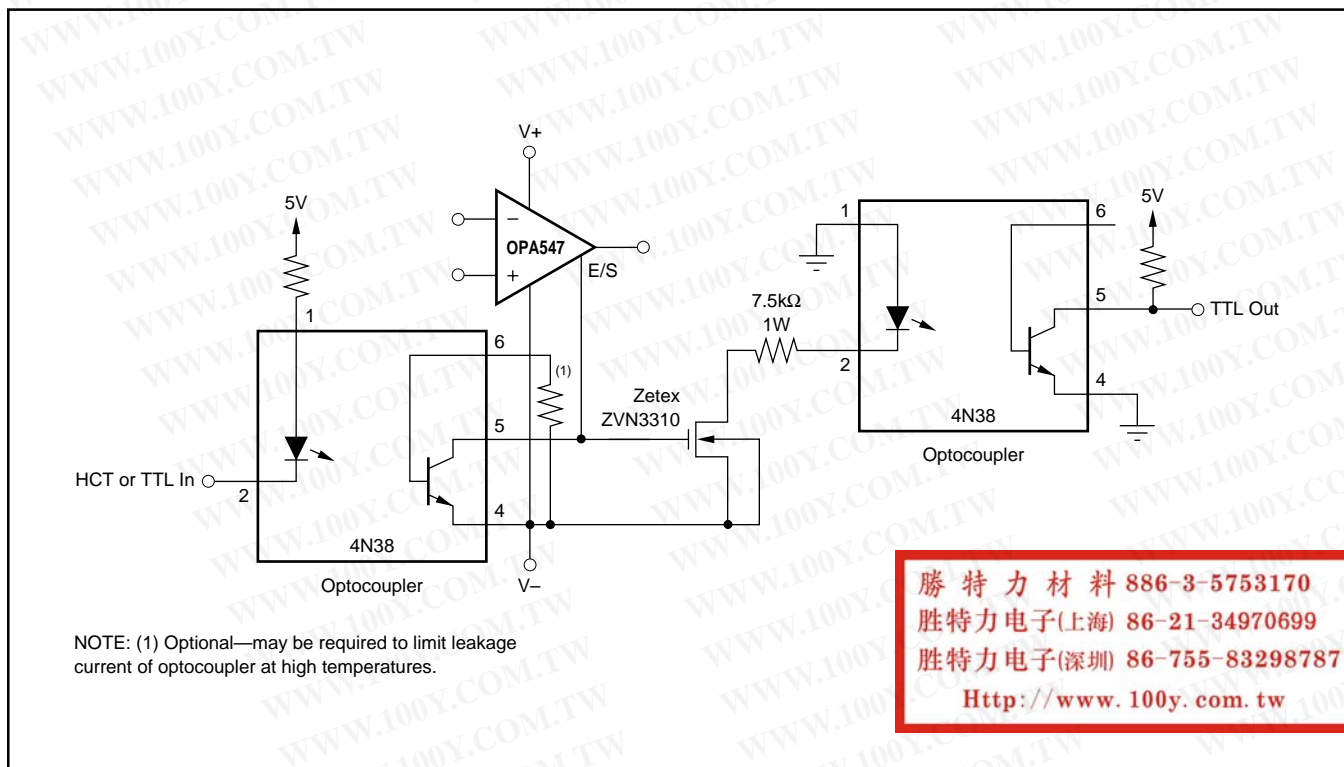 V+
5V
−
OPA547
+
E/S
1
6
(1)
5
HCT or TTL In
2
4
4N38
Optocoupler
V–
Zetex
ZVN3310
7.5kΩ
1W
1
2
6
5V
5
TTL Out
4
4N38
Optocoupler
NOTE: (1) Optional—may be required to limit leakage
current of optocoupler at high temperatures.
勝特力材料 886-3-5753170
胜特力电子(上海) 86-21-34970699
胜特力电子(深圳) 86-755-83298787
Http://www.100y.com.tw
WWW.100Y.COM.TW